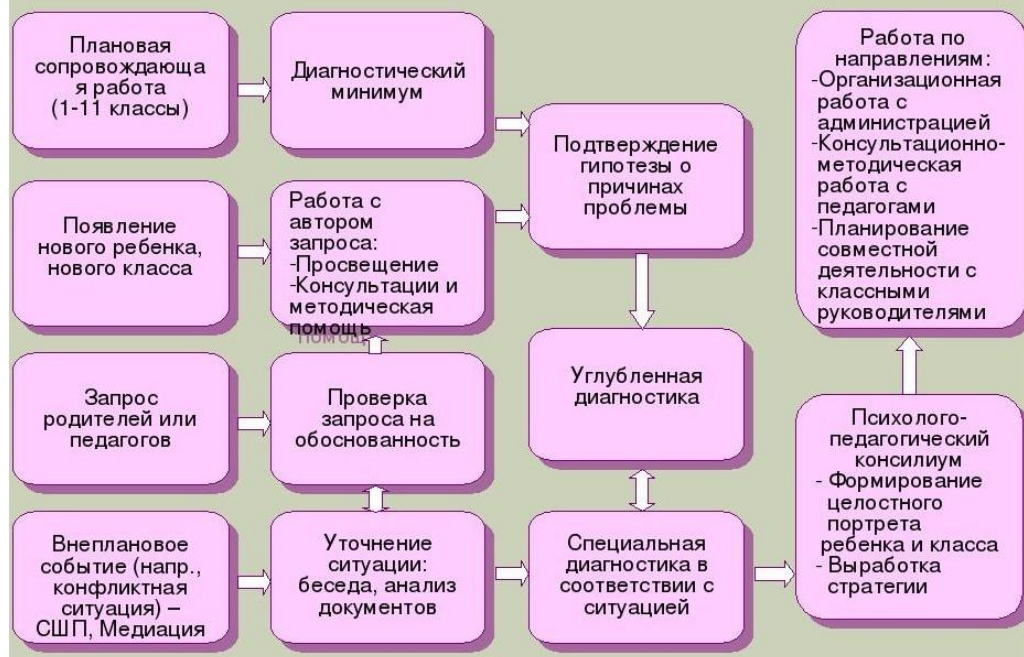 Плановая
сопровождающа
я работа
(1-11 классы)
Диагностический
минимум
Подтверждение
гипотезы о
причинах
проблемы
Работа по
направлениям:
-Организационная
работа с
администрацией
-Консультационно-
методическая
работа с
педагогами
-Планирование
совместной
деятельности с
классными
руководителями
Появление
нового ребенка,
нового класса
Работа с
автором
запроса:
-Просвещение
-Консультации и
методическая
помощь
Углубленная
диагностика
Запрос
родителей или
педагогов
Проверка
запроса на
обоснованность
Психолого-
педагогический
консилиум
- Формирование
целостного
портрета
ребенка и класса
- Выработка
стратегии
Внеплановое
событие (напр.,
конфликтная
ситуация) –
СШП, Медиация
Уточнение
ситуации:
беседа, анализ
документов
Специальная
диагностика в
соответствии с
ситуацией